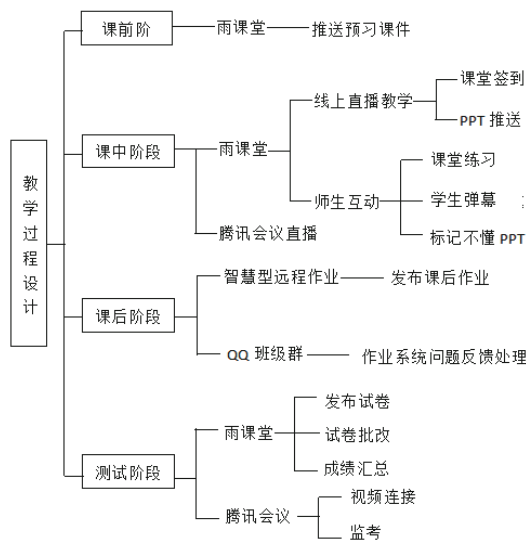 教学过程设计
课前阶
雨课堂
推送预习课件
课中阶段
雨课堂
线上直播教学
课堂签到
PPT 推送
师生互动
课堂练习
学生弹幕
标记不懂 PPT
腾讯会议直播
课后阶段
智慧型远程作业
发布课后作业
QQ 班级群
作业系统问题反馈处理
测试阶段
雨课堂
发布试卷
试卷批改
成绩汇总
腾讯会议
视频连接
监考